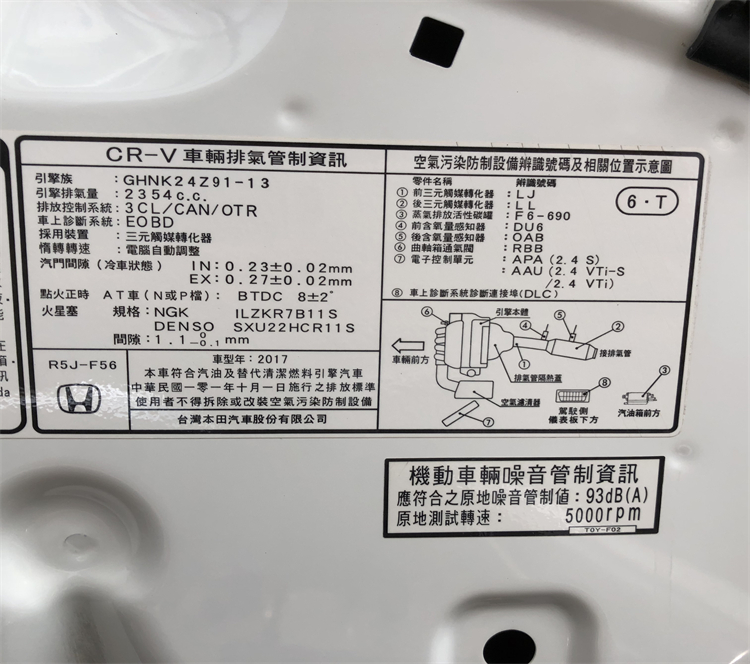 CR-V 車輛排氣管制資訊
引擎族 : GHNK24Z91-13
引擎排氣量 : 2354c.c.
排放控制系統 : 3CL/CAN/OTR
車上診斷系統 : EOBD
採用裝置 : 三元觸媒轉化器
惰轉轉速 : 電腦自動調整
汽門間隙 (冷車狀態) IN:0.23±0.02mm
EX:0.27±0.02mm
點火正時 AT車(N或P檔): BTDC 8±2°
火星塞 規格: NGK ILZKR7B11S
DENSO SXU22HCR11S
間隙: 1.1 0 -0.1 mm
R5J-F56
車型年: 2017
本車符合汽油及替代清潔燃料引擎汽車
中華民國一０一年十月一日施行之排放標準
使用者不得拆除或改裝空氣污染防制設備
台灣本田汽車股份有限公司
空氣污染防制設備辨識號碼及相關位置示意圖
零件名稱 辨識號碼
6·T
① 前三元觸媒轉化器 : LJ
② 後三元觸媒轉化器 : LL
③ 蒸氣排放活性碳罐 : F6-690
④ 前含氧量感知器 : DU6
⑤ 後含氧量感知器 : OAB
⑥ 曲軸箱通氣閥 : RBB
⑦ 電子控制單元 : APA (2.4 S)
AAU (2.4 VTi-S
/2.4 VTi)
⑧ 車上診斷系統診斷連接埠(DLC)
⑥
引擎本體
④
⑤
②
車輛前方
①
接排氣管
排氣管隔熱蓋
⑧
③
空氣濾清器
⑦
駕駛側
儀表板下方
汽油箱前方
機動車輛噪音管制資訊
應符合之原地噪音管制值: 93dB(A)
原地測試轉速: 5000rpm
T0Y-F02